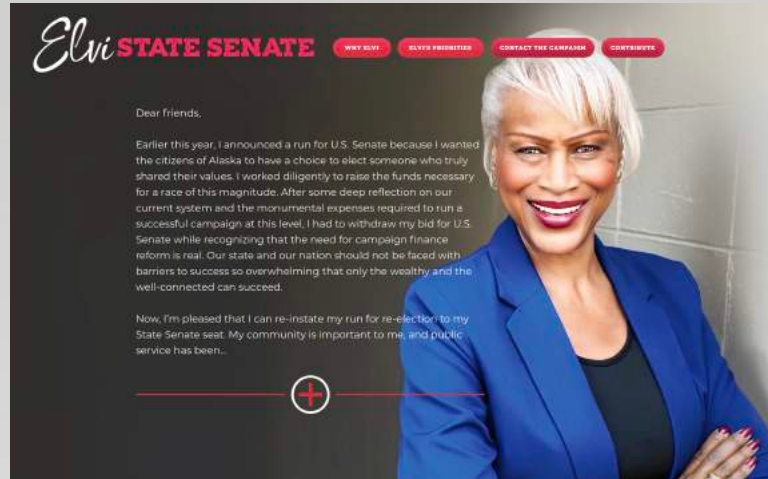 Elvi STATE SENATE
WHY ELVI
ELVI'S PRIORITIES
CONTACT THE CAMPAIGN
CONTRIBUTE
Dear friends,
Earlier this year, I announced a run for U.S. Senate because I wanted
the citizens of Alaska to have a choice to elect someone who truly
shared their values. I worked diligently to raise the funds necessary
for a race of this magnitude. After some deep reflection on our
current system and the monumental expenses required to run a
successful campaign at this level, I had to withdraw my bid for U.S.
Senate while recognizing that the need for campaign finance
reform is real. Our state and our nation should not be faced with
barriers to success so overwhelming that only the wealthy and the
well-connected can succeed.
Now, I'm pleased that I can re-instate my run for re-election to my
State Senate seat. My community is important to me, and public
service has been...